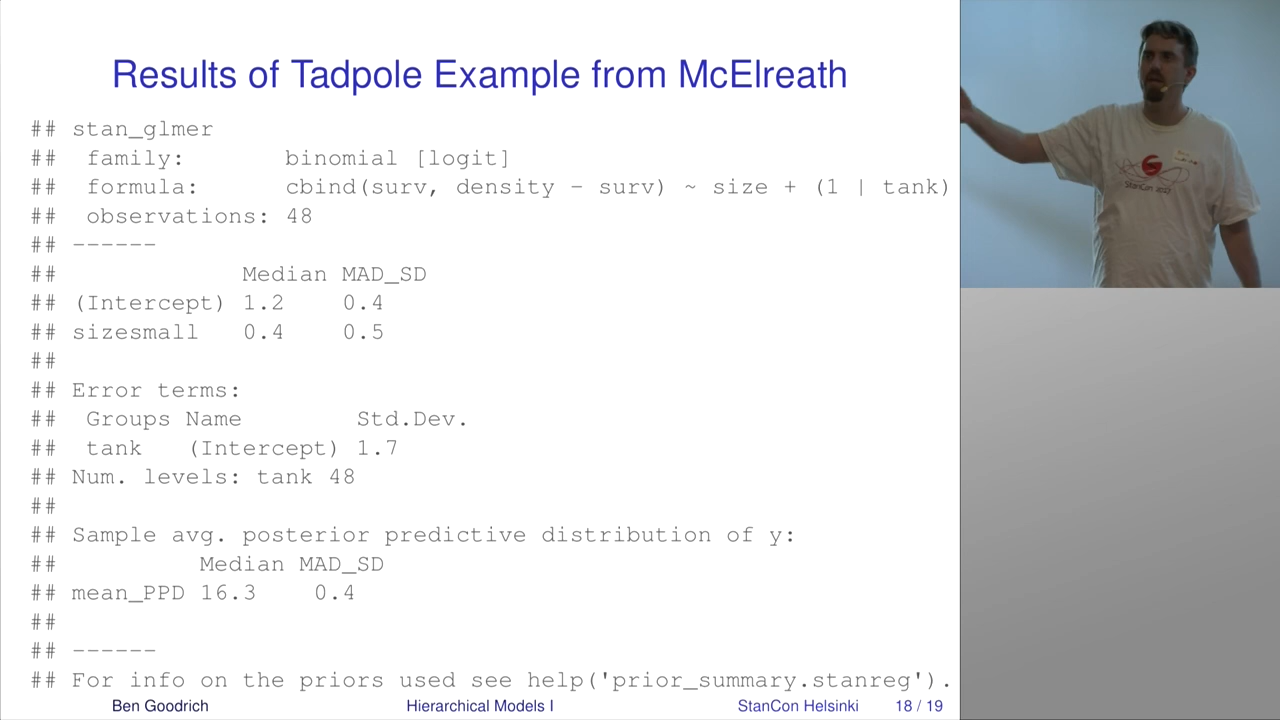 Results of Tadpole Example from McElreath
## stan_glmer
## family: binomial [logit]
## formula: cbind(surv, density - surv) ~ size + (1 | tank)
## observations: 48
## ------
## Median MAD_SD
## (Intercept) 1.2 0.4
## sizesmall 0.4 0.5
##
## Error terms:
## Groups Name Std.Dev.
## tank (Intercept) 1.7
## Num. levels: tank 48
##
## Sample avg. posterior predictive distribution of y:
## Median MAD_SD
## mean_PPD 16.3 0.4
##
## ------
## For info on the priors used see help('prior_summary.stanreg').
Ben Goodrich Hierarchical Models I StanCon Helsinki 18 / 19
StanCon 2017